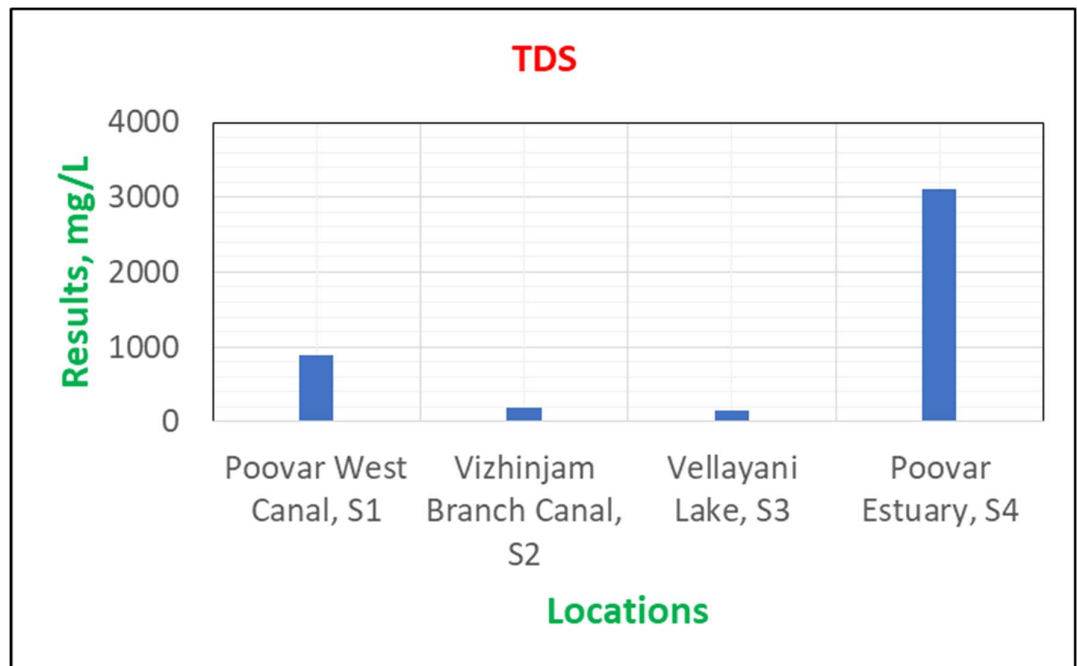 TDS
Results, mg/L
4000
3000
2000
1000
0
Poovar West
Canal, S1
Vizhinjam
Branch Canal,
S2
Vellayani
Lake, S3
Poovar
Estuary, S4
Locations